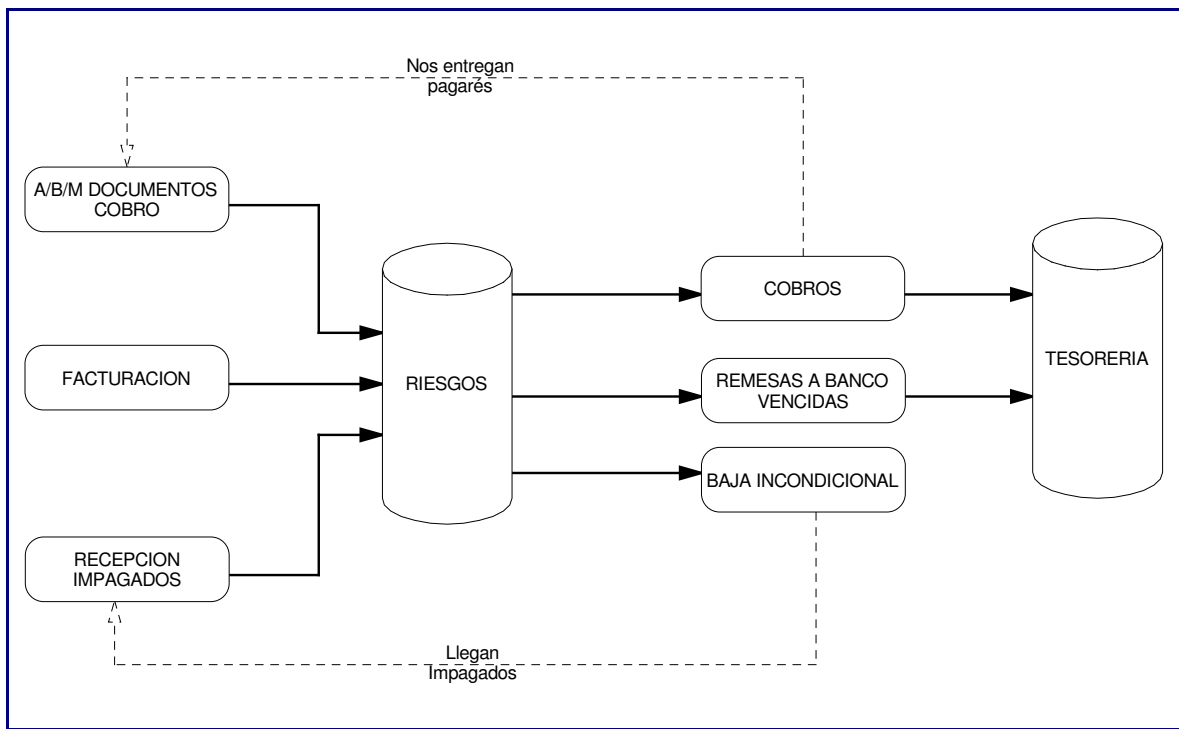 Nos entregan
pagarés
A/B/M DOCUMENTOS
COBRO
FACTURACION
RECEPCION
IMPAGADOS
RIESGOS
COBROS
REMESAS A BANCO
VENCIDAS
BAJA INCONDICIONAL
TESORERIA
Llegan
Impagados